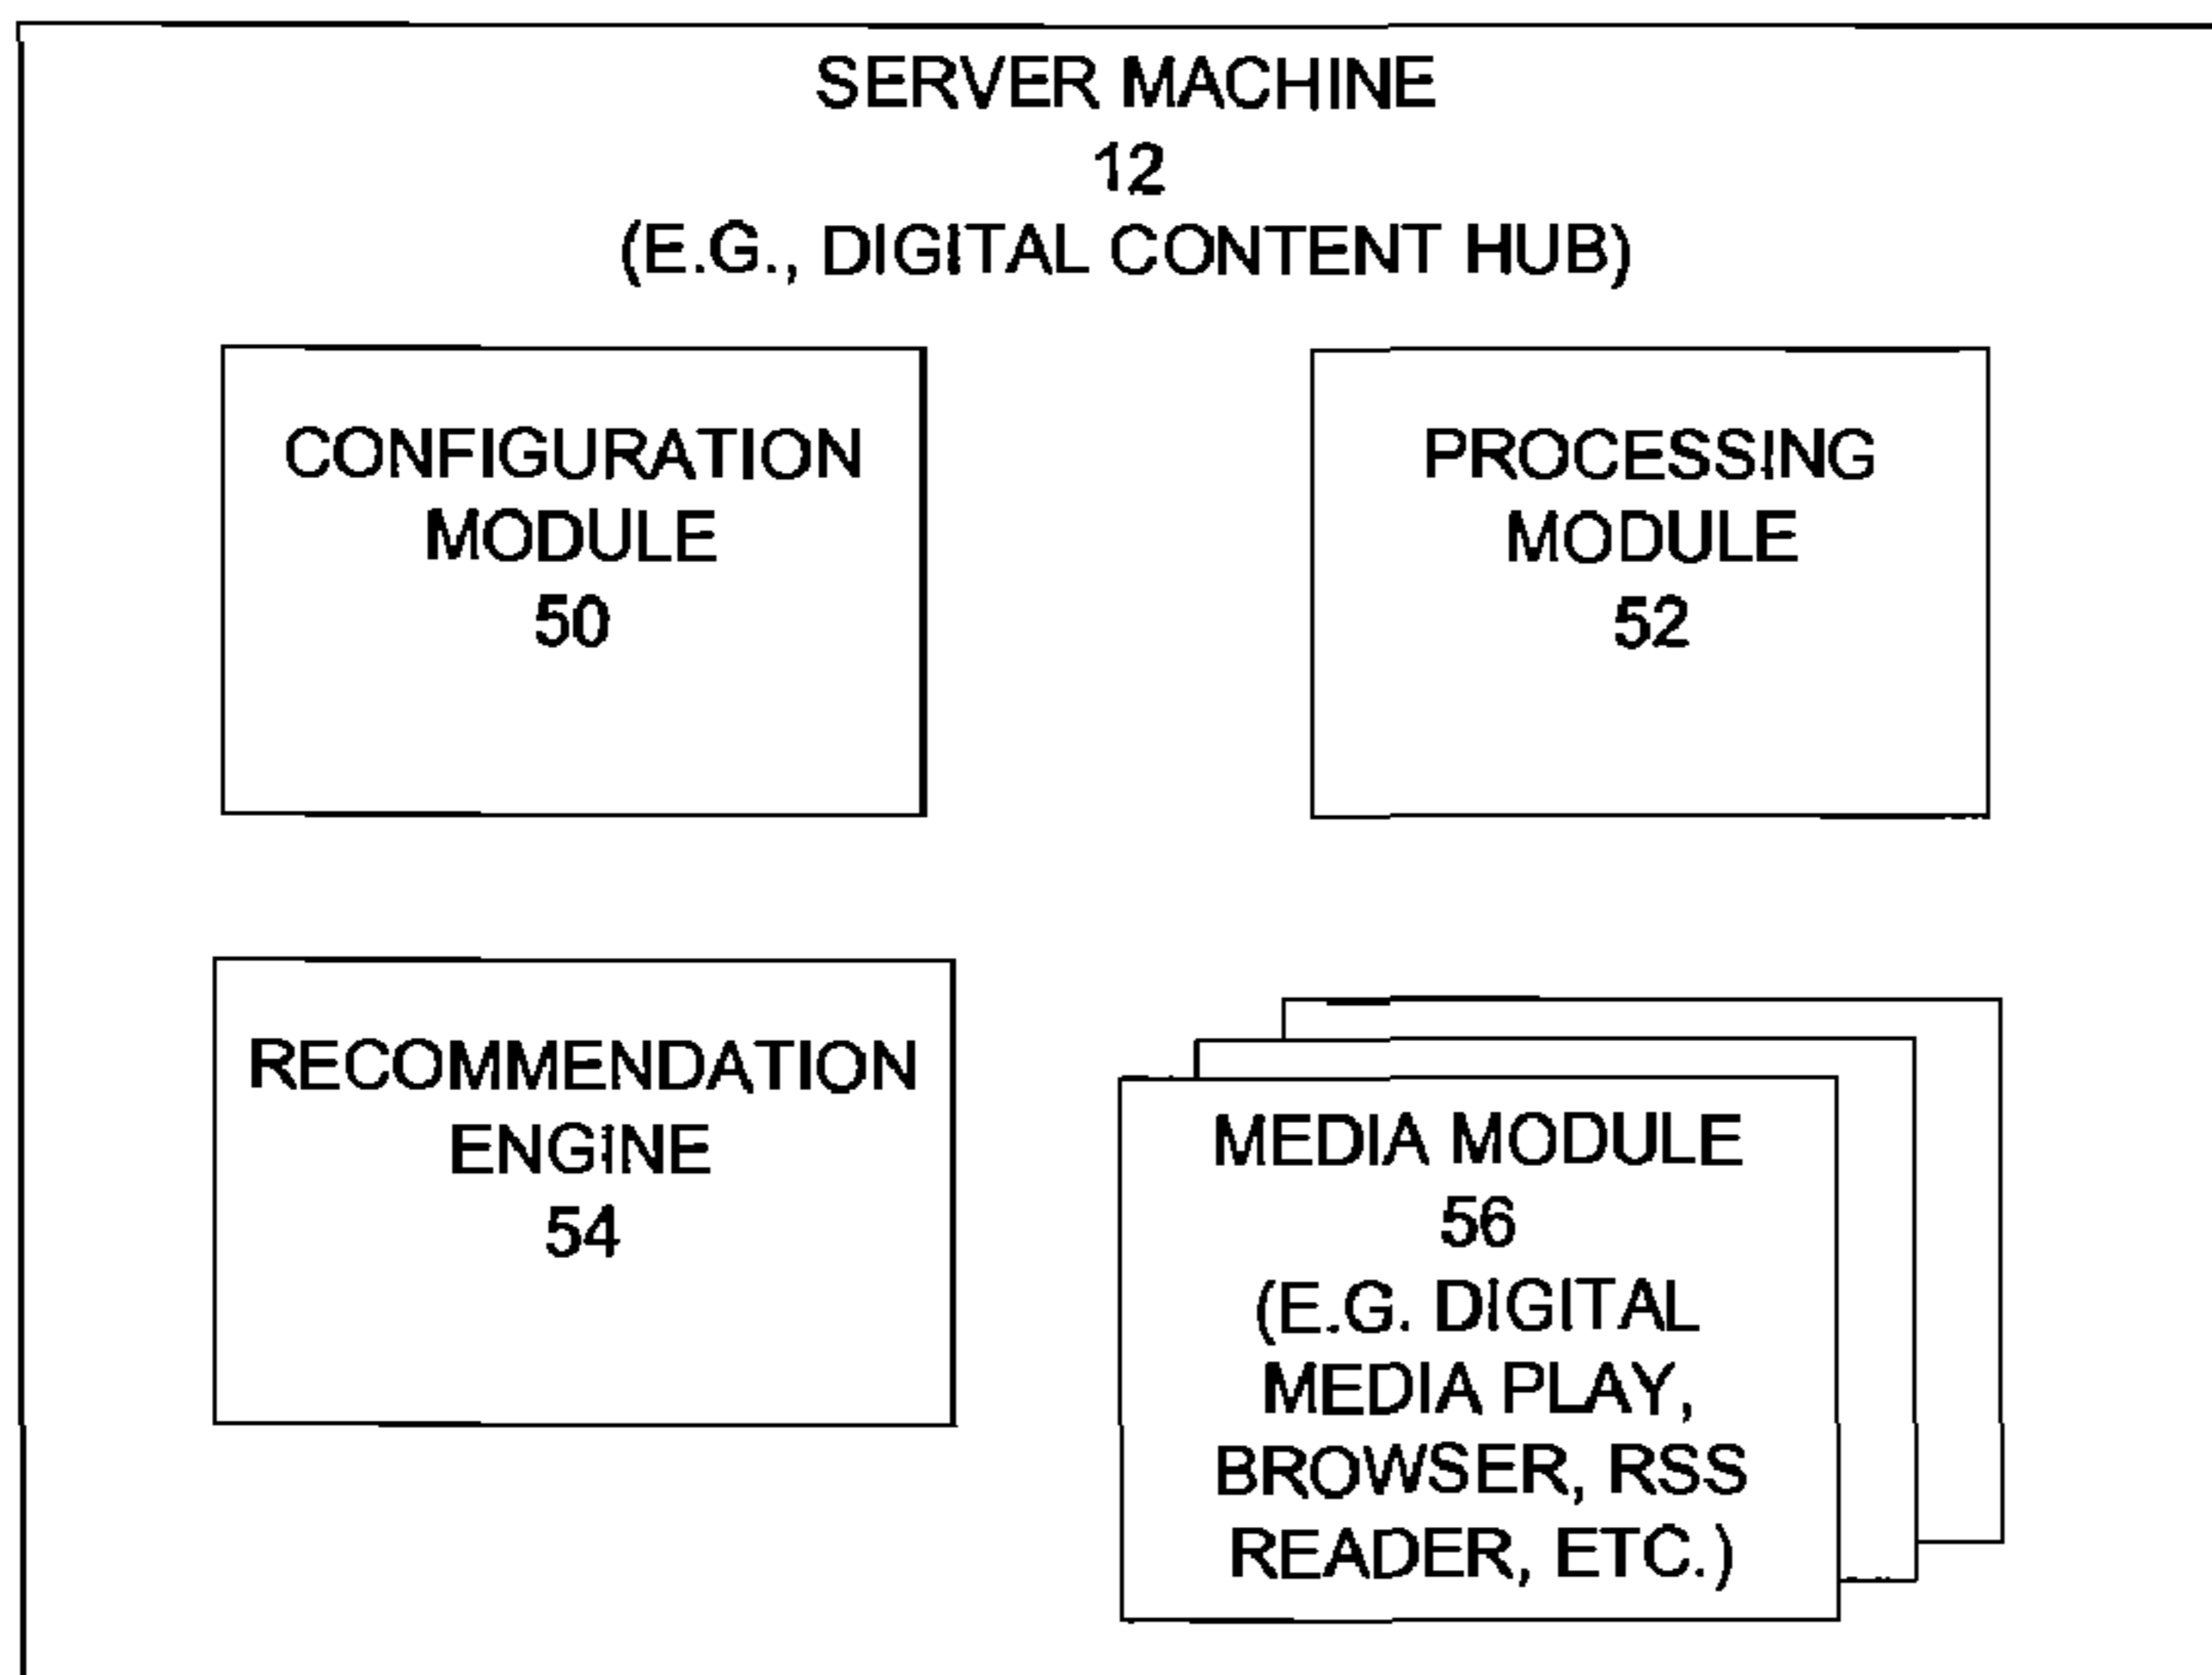 SERVER MACHINE
12
(E.G., DIGITAL CONTENT HUB)
CONFIGURATION
MODULE
50
PROCESSING
MODULE
52
RECOMMENDATION
ENGINE
54
MEDIA MODULE
56
(E.G. DIGITAL
MEDIA PLAY,
BROWSER, RSS
READER, ETC.)